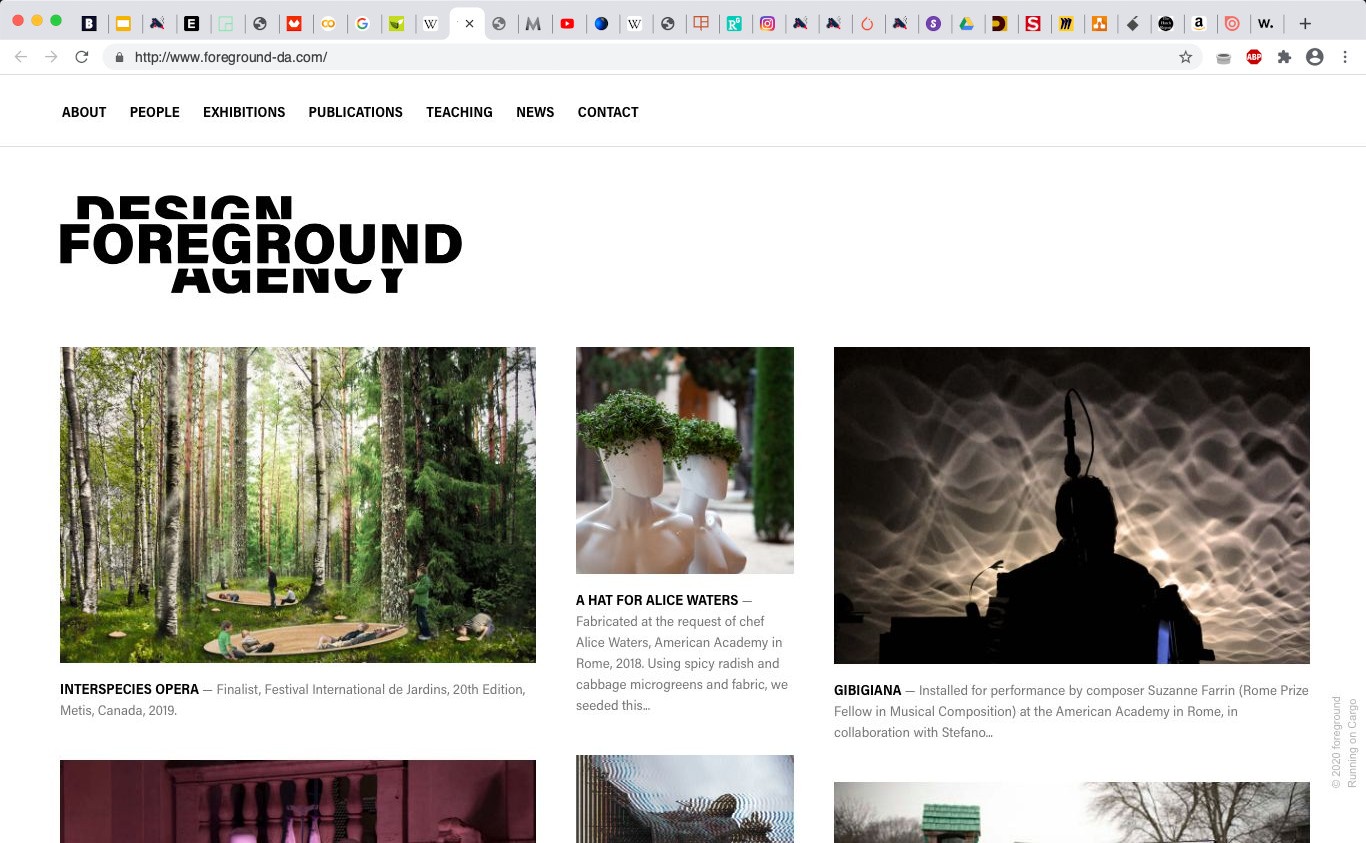 http://www.foreground-da.com/
ABOUT PEOPLE EXHIBITIONS PUBLICATIONS TEACHING NEWS CONTACT
DESIGN
FOREGROUND
AGENCY
INTERSPECIES OPERA — Finalist, Festival International de Jardins, 20th Edition,
Metis, Canada, 2019.
A HAT FOR ALICE WATERS —
Fabricated at the request of chef
Alice Waters, American Academy in
Rome, 2018. Using spicy radish and
cabbage microgreens and fabric, we
seeded this...
GIBIGIANA — Installed for performance by composer Suzanne Farrin (Rome Prize
Fellow in Musical Composition) at the American Academy in Rome, in
collaboration with Stefano...
© 2020 foreground
Running on Cargo